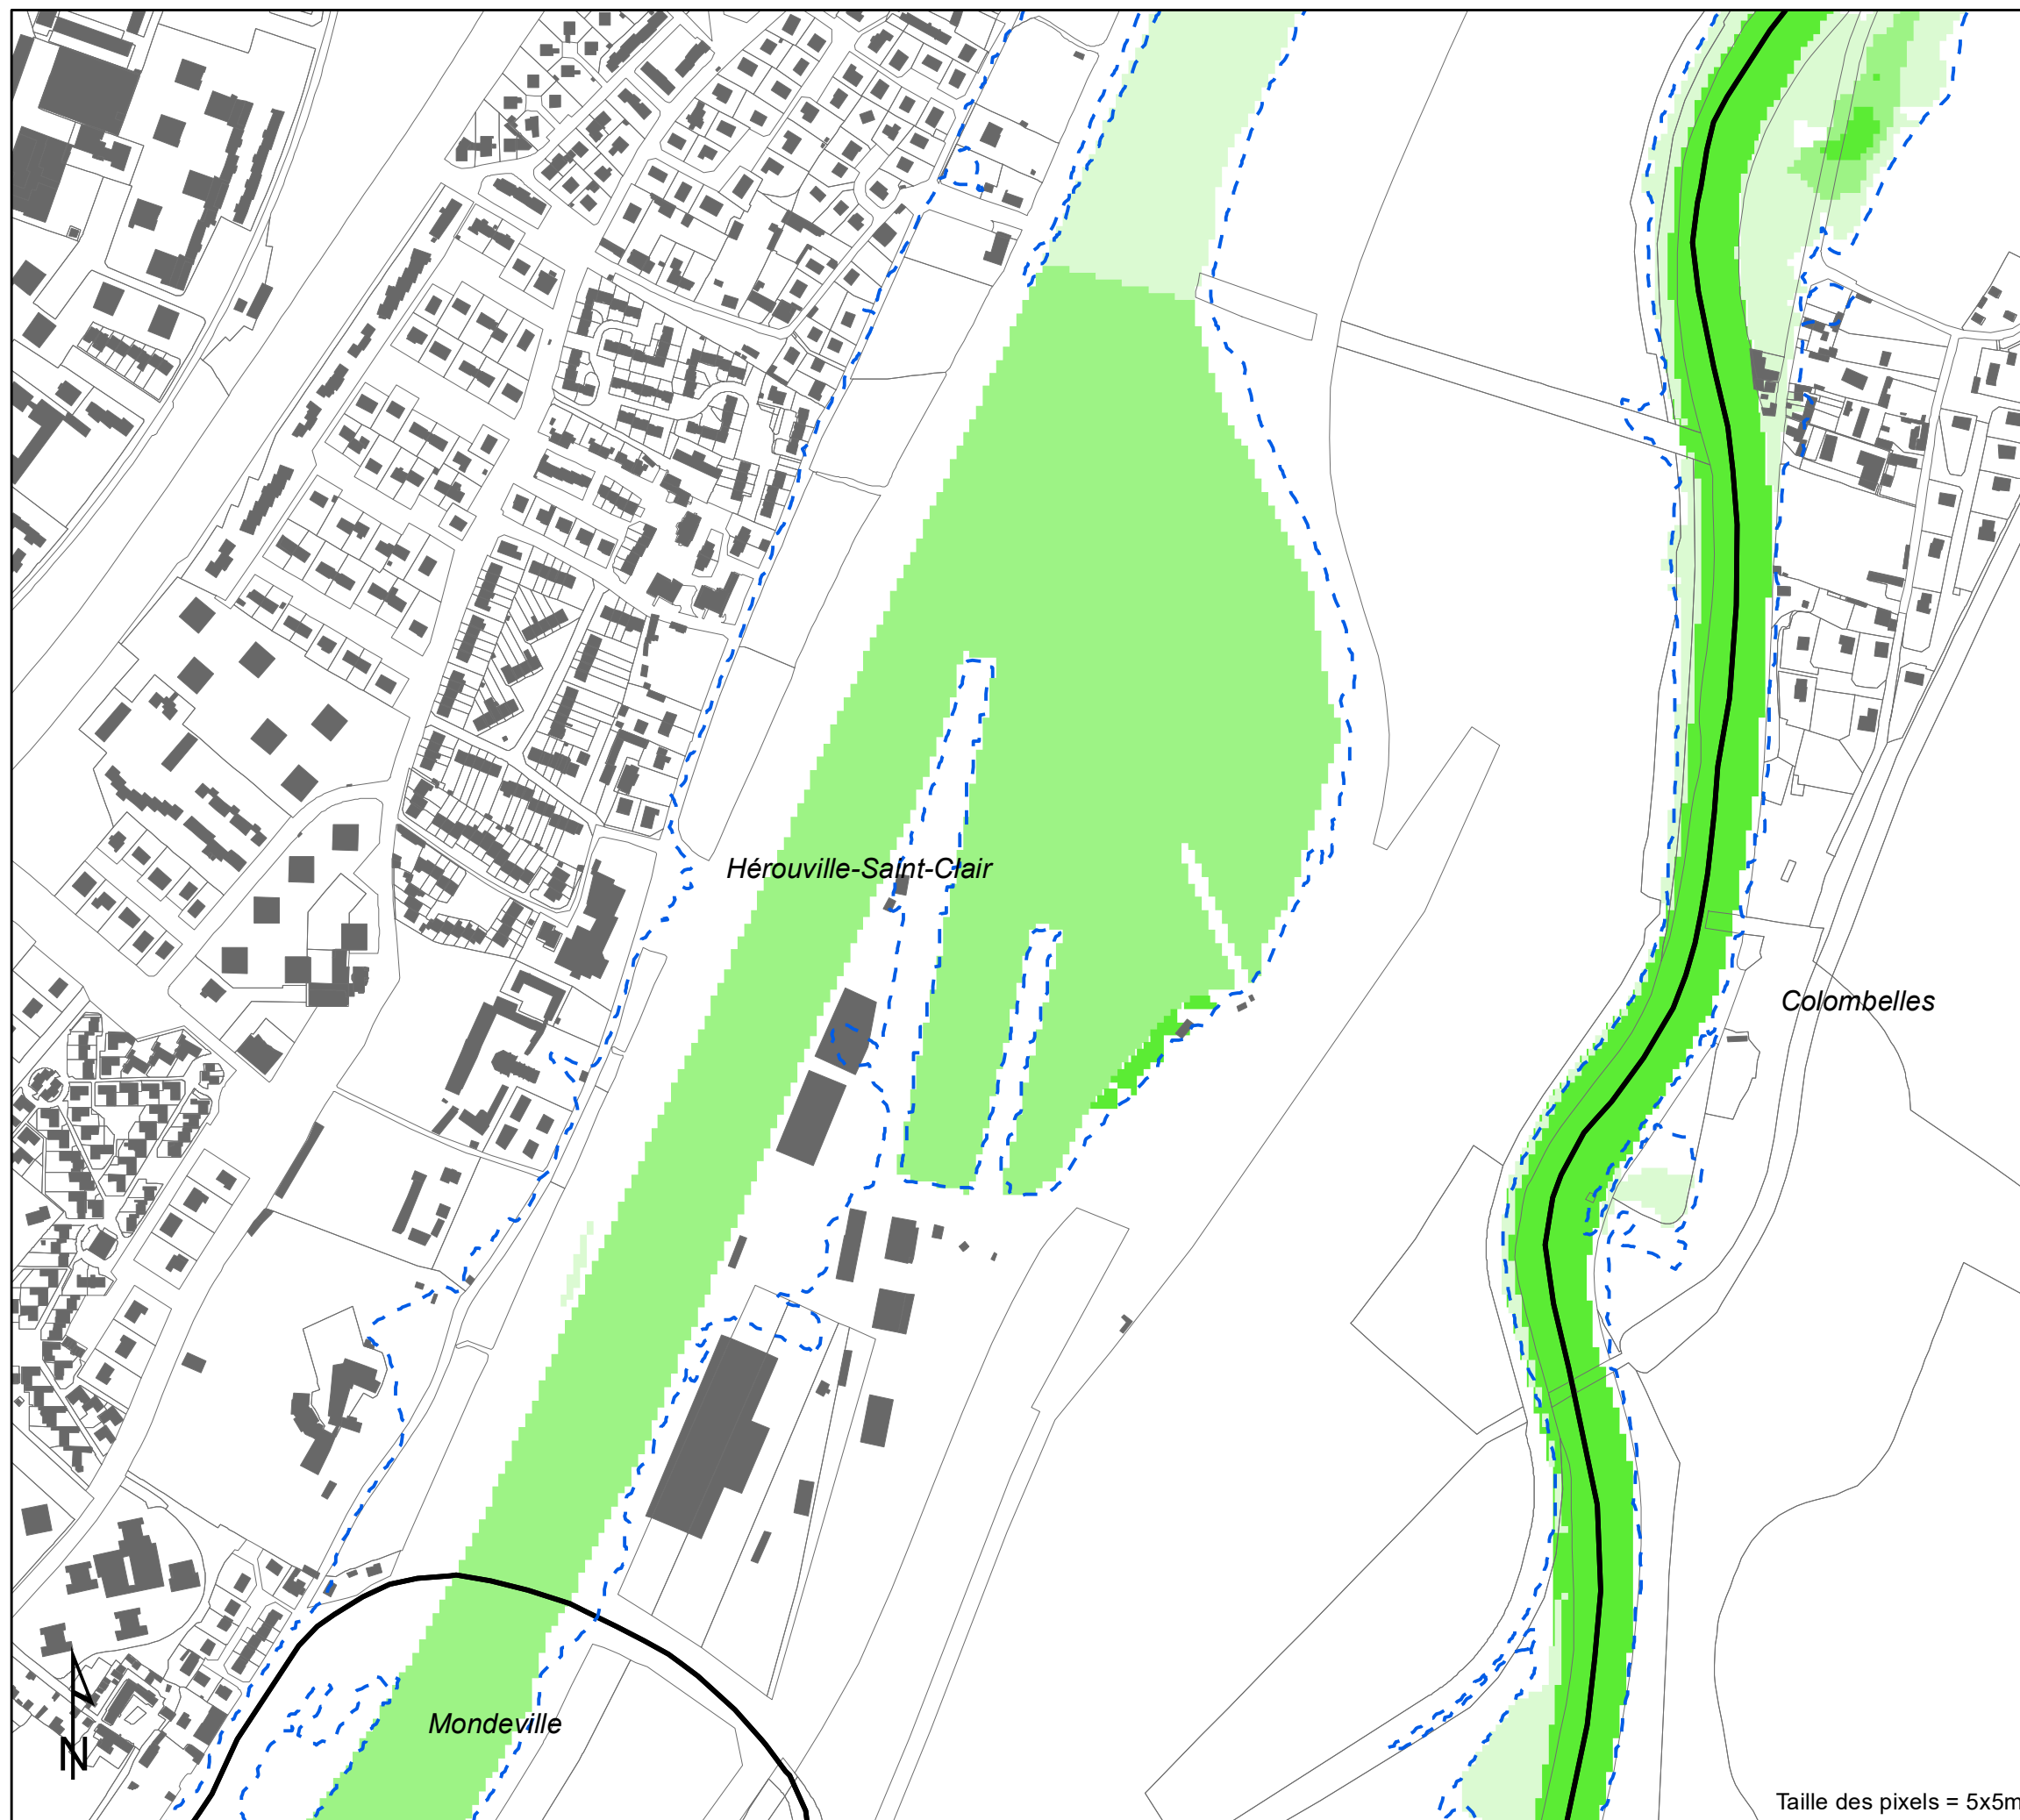 Hérouville-Saint-Clair
Colombelles
Mondeville
N
Taille des pixels = 5x5m